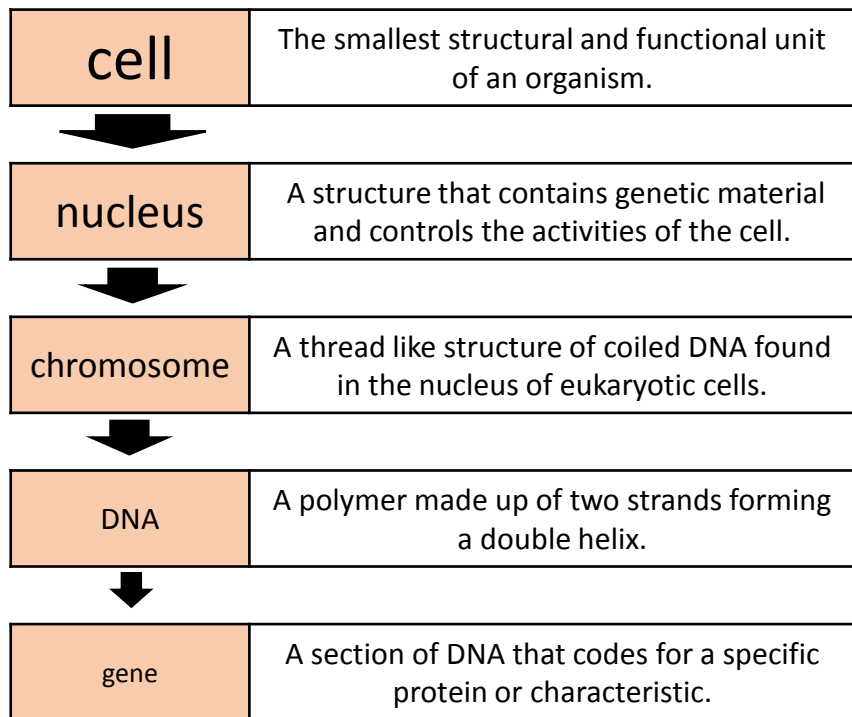 cell
The smallest structural and functional unit
of an organism.
nucleus
A structure that contains genetic material
and controls the activities of the cell.
chromosome
A thread like structure of coiled DNA found
in the nucleus of eukaryotic cells.
DNA
A polymer made up of two strands forming
a double helix.
gene
A section of DNA that codes for a specific
protein or characteristic.